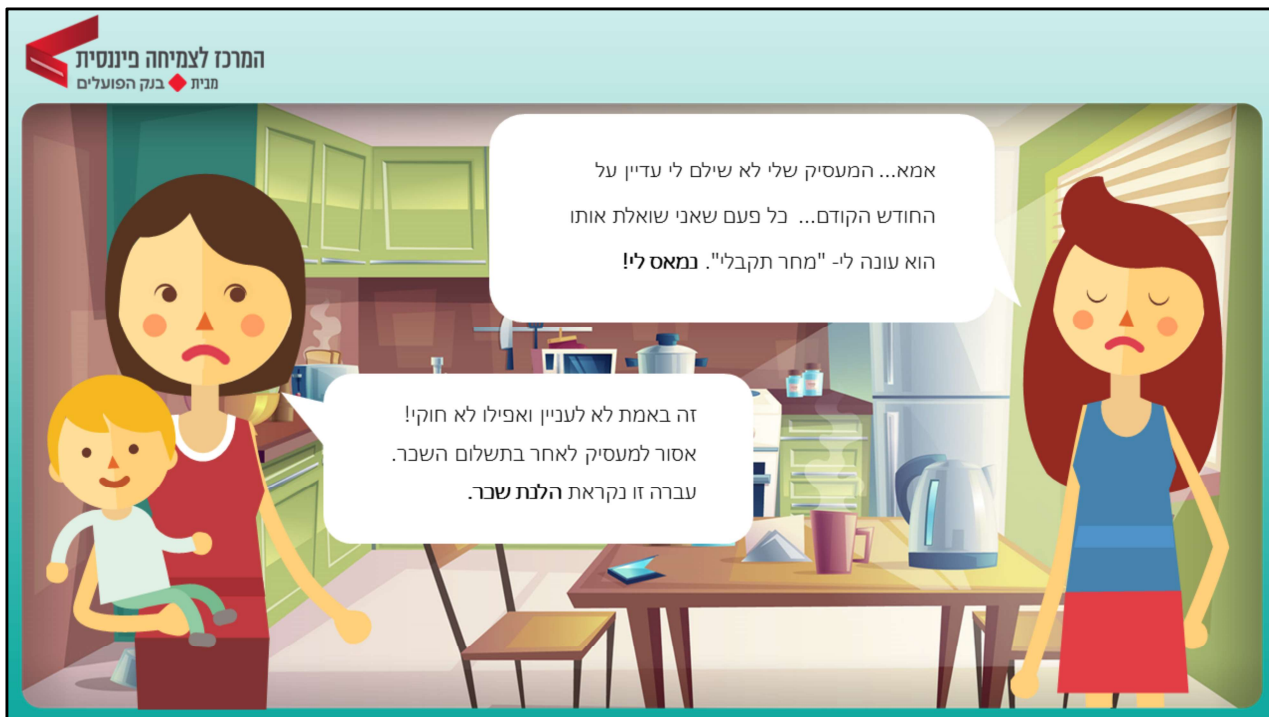 המרכז לצמיחה פיננסית
מבית בנק הפועלים
אמא... המעסיק שלי לא שילם לי עדיין על
החודש הקודם... כל פעם שאני שואלת אותו
הוא עונה לי- "מחר תקבלי". נמאס לי!
זה באמת לא לעניין ואפילו לא חוקי!
אסור למעסיק לאחר בתשלום השכר.
עברה זו נקראת הלנת שכר.